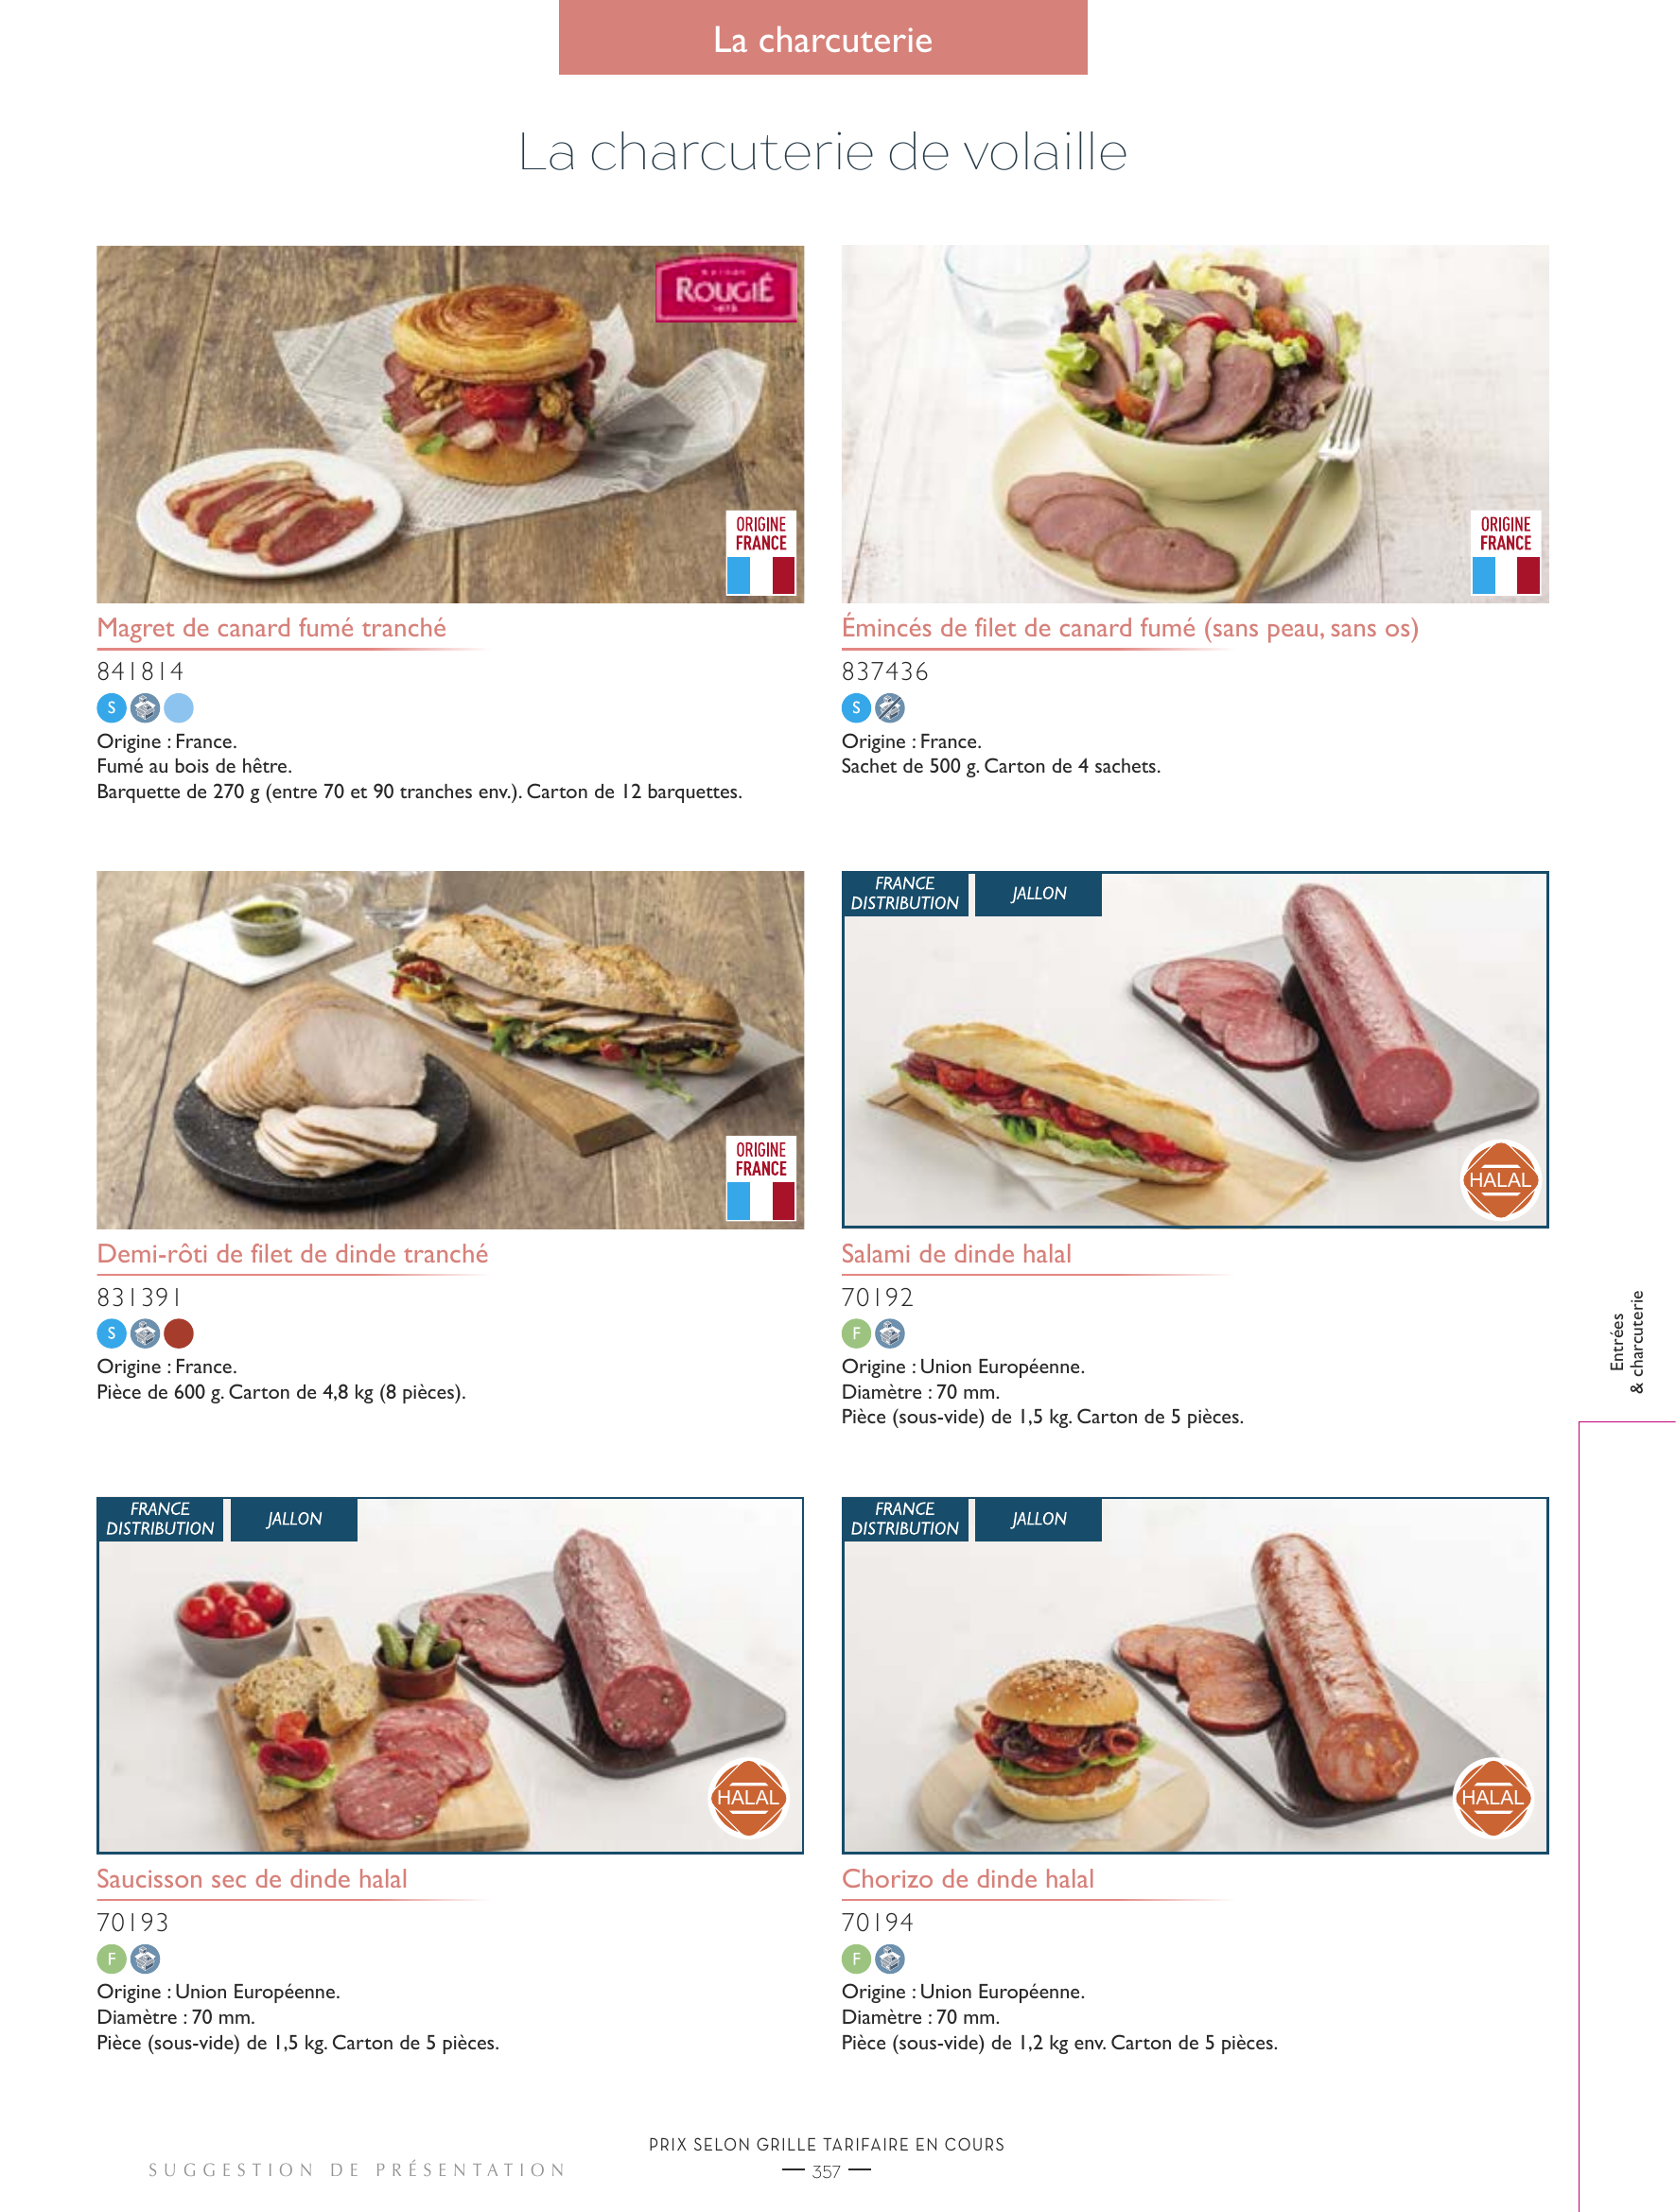 La charcuterie
La charcuterie de volaille
ROUGIÉ
ORIGINE
FRANCE
Magret de canard fumé tranché
841814
S
Origine : France.
Fumé au bois de hêtre.
Barquette de 270 g (entre 70 et 90 tranches env.). Carton de 12 barquettes.
ORIGINE
FRANCE
Émincés de filet de canard fumé (sans peau, sans os)
837436
S
Origine : France.
Sachet de 500 g. Carton de 4 sachets.
ORIGINE
FRANCE
Demi-rôti de filet de dinde tranché
831391
S
Origine : France.
Pièce de 600 g. Carton de 4,8 kg (8 pièces).
FRANCE
DISTRIBUTION
JALLON
HALAL
Salami de dinde halal
70192
F
Origine : Union Européenne.
Diamètre : 70 mm.
Pièce (sous-vide) de 1,5 kg. Carton de 5 pièces.
Entrées
& charcuterie
FRANCE
DISTRIBUTION
JALLON
HALAL
Saucisson sec de dinde halal
70193
F
Origine : Union Européenne.
Diamètre : 70 mm.
Pièce (sous-vide) de 1,5 kg. Carton de 5 pièces.
FRANCE
DISTRIBUTION
JALLON
HALAL
Chorizo de dinde halal
70194
F
Origine : Union Européenne.
Diamètre : 70 mm.
Pièce (sous-vide) de 1,2 kg env. Carton de 5 pièces.
PRIX SELON GRILLE TARIFAIRE EN COURS
SUGGESTION DE PRÉSENTATION
357